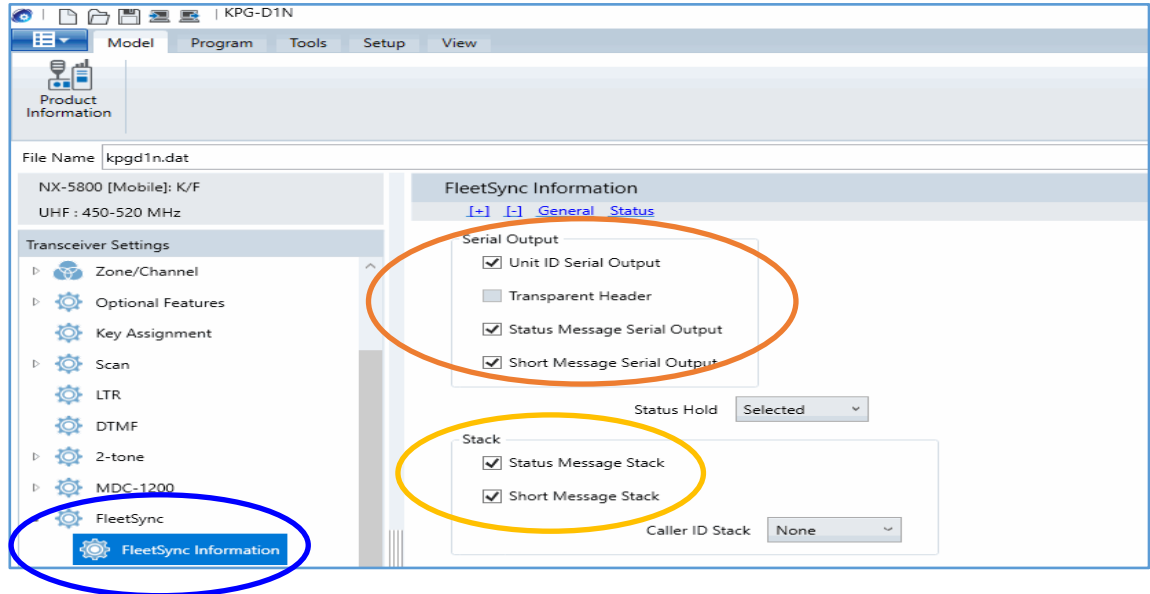 KPG-D1N
Model Program Tools Setup View
Product
Information
File Name kpgd1n.dat
NX-5800 [Mobile]: K/F
UHF : 450-520 MHz
Transceiver Settings
Zone/Channel
Optional Features
Key Assignment
Scan
LTR
DTMF
2-tone
MDC-1200
FleetSync
FleetSync Information
FleetSync Information
[+] [-] General Status
Serial Output
Unit ID Serial Output
Transparent Header
Status Message Serial Output
Short Message Serial Output
Status Hold Selected
Stack
Status Message Stack
Short Message Stack
Caller ID Stack None